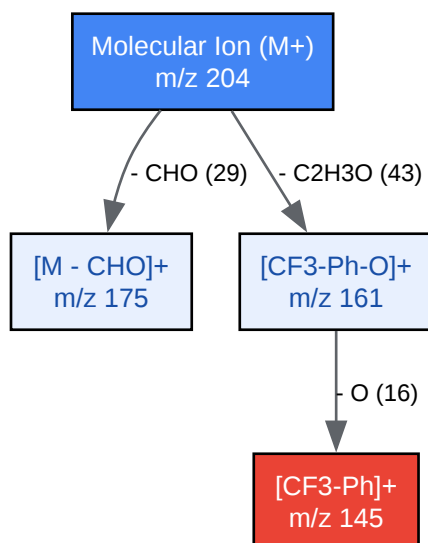 Molecular Ion (M+)
m/z 204
- CHO (29)
- C2H3O (43)
[M - CHO]+
m/z 175
[CF3-Ph-O]+
m/z 161
- O (16)
[CF3-Ph]+
m/z 145